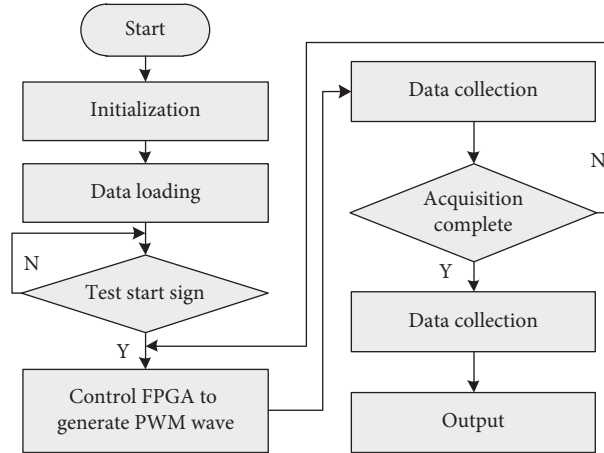 Start
Initialization
Data loading
N
Test start sign
Y
Control FPGA to
generate PWM wave
Data collection
N
Acquisition
complete
Y
Data collection
Output